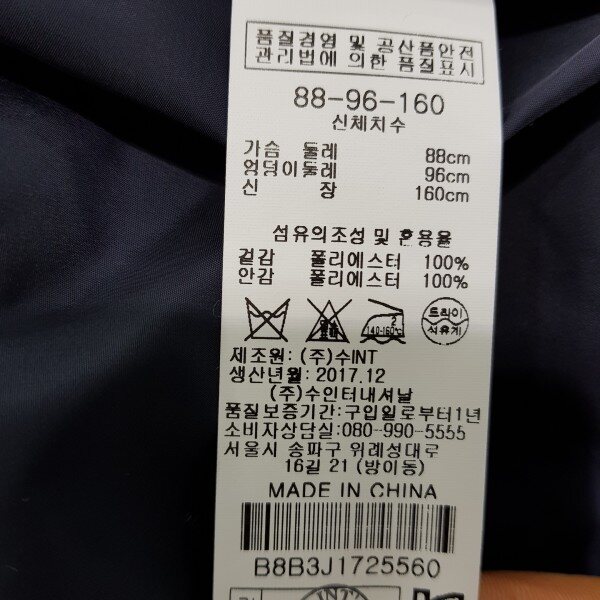 품질경영 및 공산품안전
관리법에 의한 품질표시
88-96-160
신체치수
가슴 둘레 88cm
엉덩이둘레 96cm
신 장 160cm
섬유의조성 및 혼용율
겉감 폴리에스터 100%
안감 폴리에스터 100%
2
140-160℃
드라이
석유계
제조원: (주)수INT
생산년월: 2017.12
(주)수인터내셔날
품질보증기간:구입일로부터1년
소비자상담실:080-990-5555
서울시 송파구 위례성대로
16길 21 (방이동)
MADE IN CHINA
B8B3J1725560